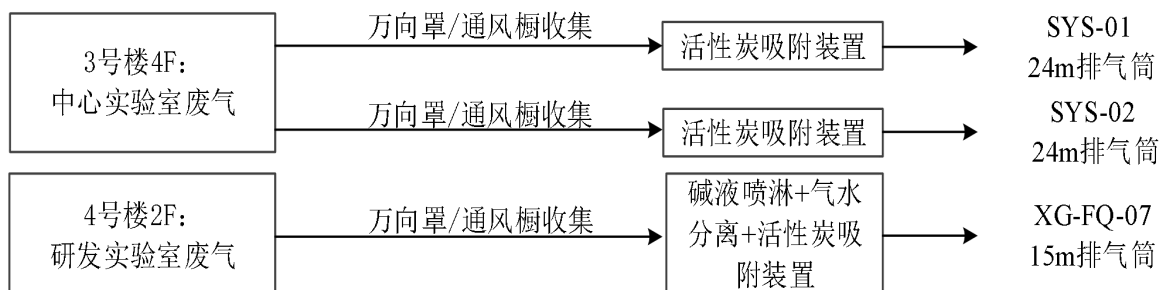 万向罩/通风橱收集
SYS-01
24m排气筒
3号楼4F:
中心实验室废气
活性炭吸附装置
万向罩/通风橱收集
活性炭吸附装置
SYS-02
24m排气筒
4号楼2F:
研发实验室废气
万向罩/通风橱收集
碱液喷淋+气水
分离+活性炭吸
附装置
XG-FQ-07
15m排气筒